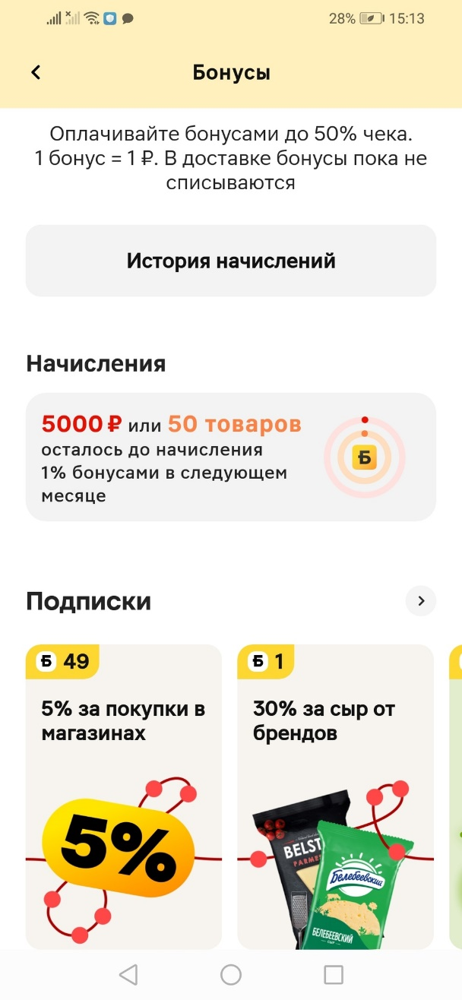 28% 15:13
Бонусы
Оплачивайте бонусами до 50% чека.
1 бонус = 1 ₽. В доставке бонусы пока не
списываются
История начислений
Начисления
5000 ₽ или 50 товаров
осталось до начисления
1% бонусами в следующем
месяце
Б
Подписки
Б 49
5% за покупки в
магазинах
5%
Б 1
30% за сыр от
брендов
BELST
PARMES
Белебеевский
БЕЛЕБЕЕВСКИЙ
СЫР